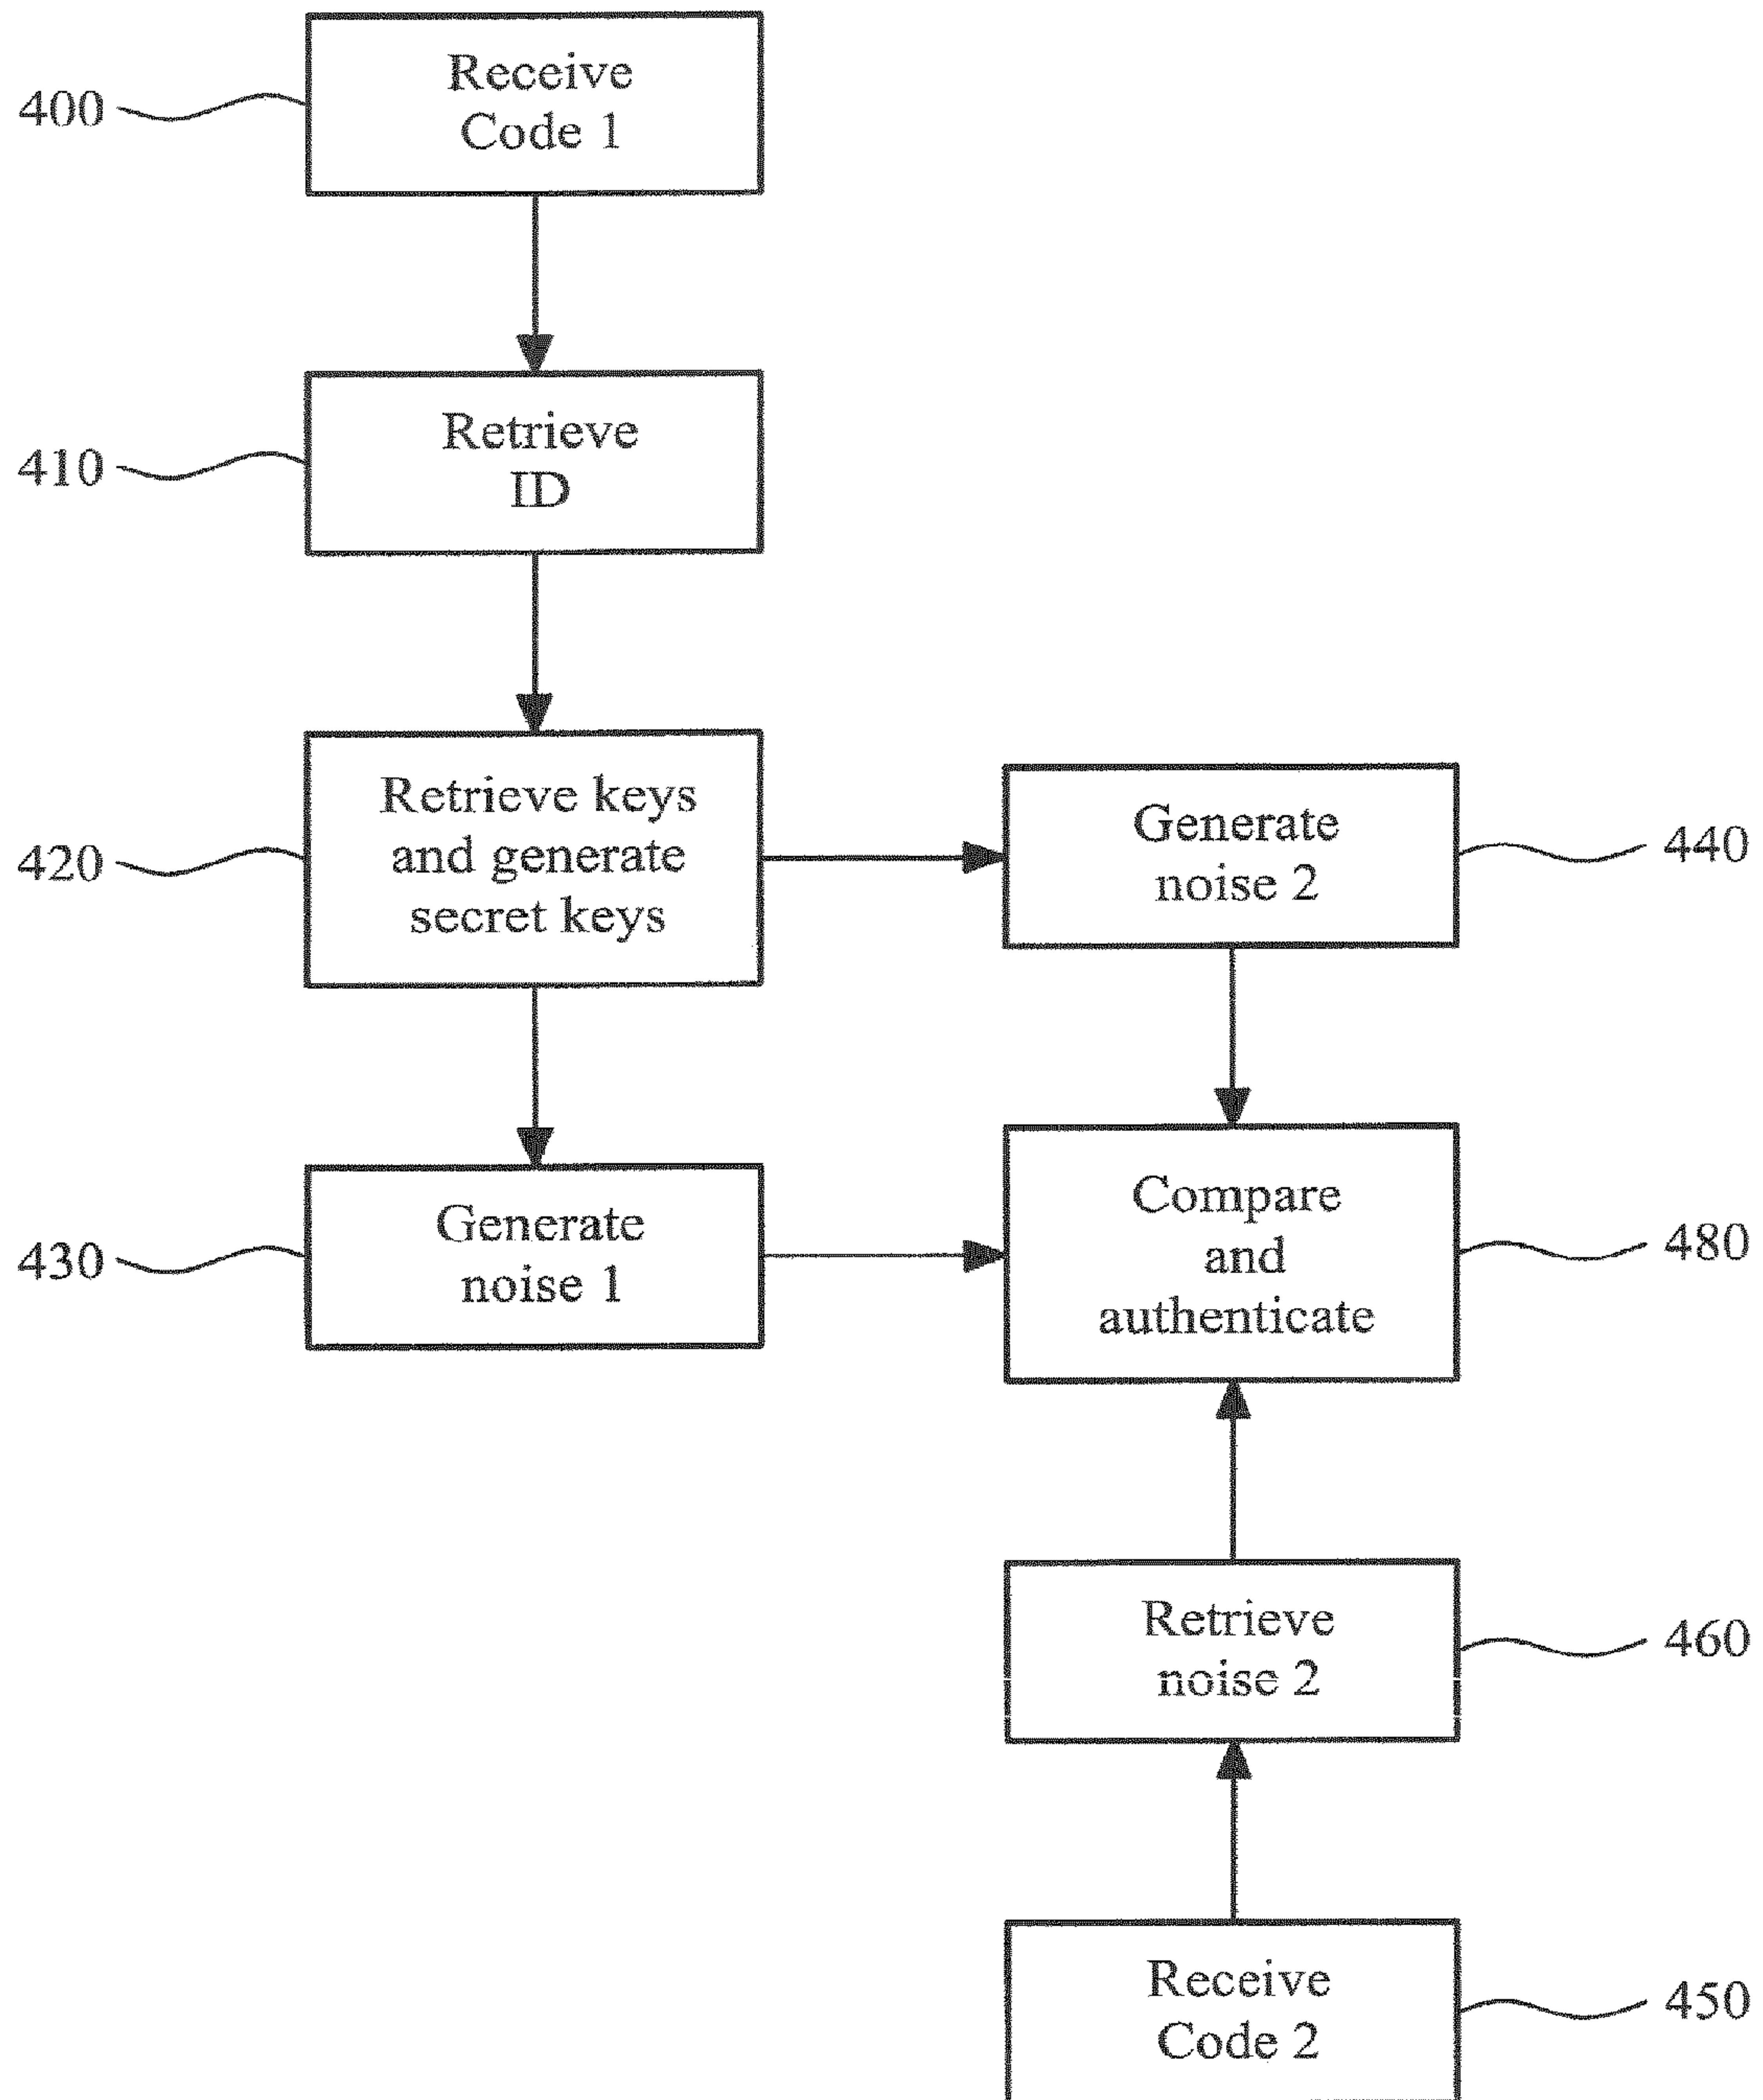 400
Receive
Code 1
410
Retrieve
ID
420
Retrieve keys
and generate
secret keys
Generate
noise 2
440
430
Generate
noise 1
Compare
and
authenticate
480
Retrieve
noise 2
460
Receive
Code 2
450